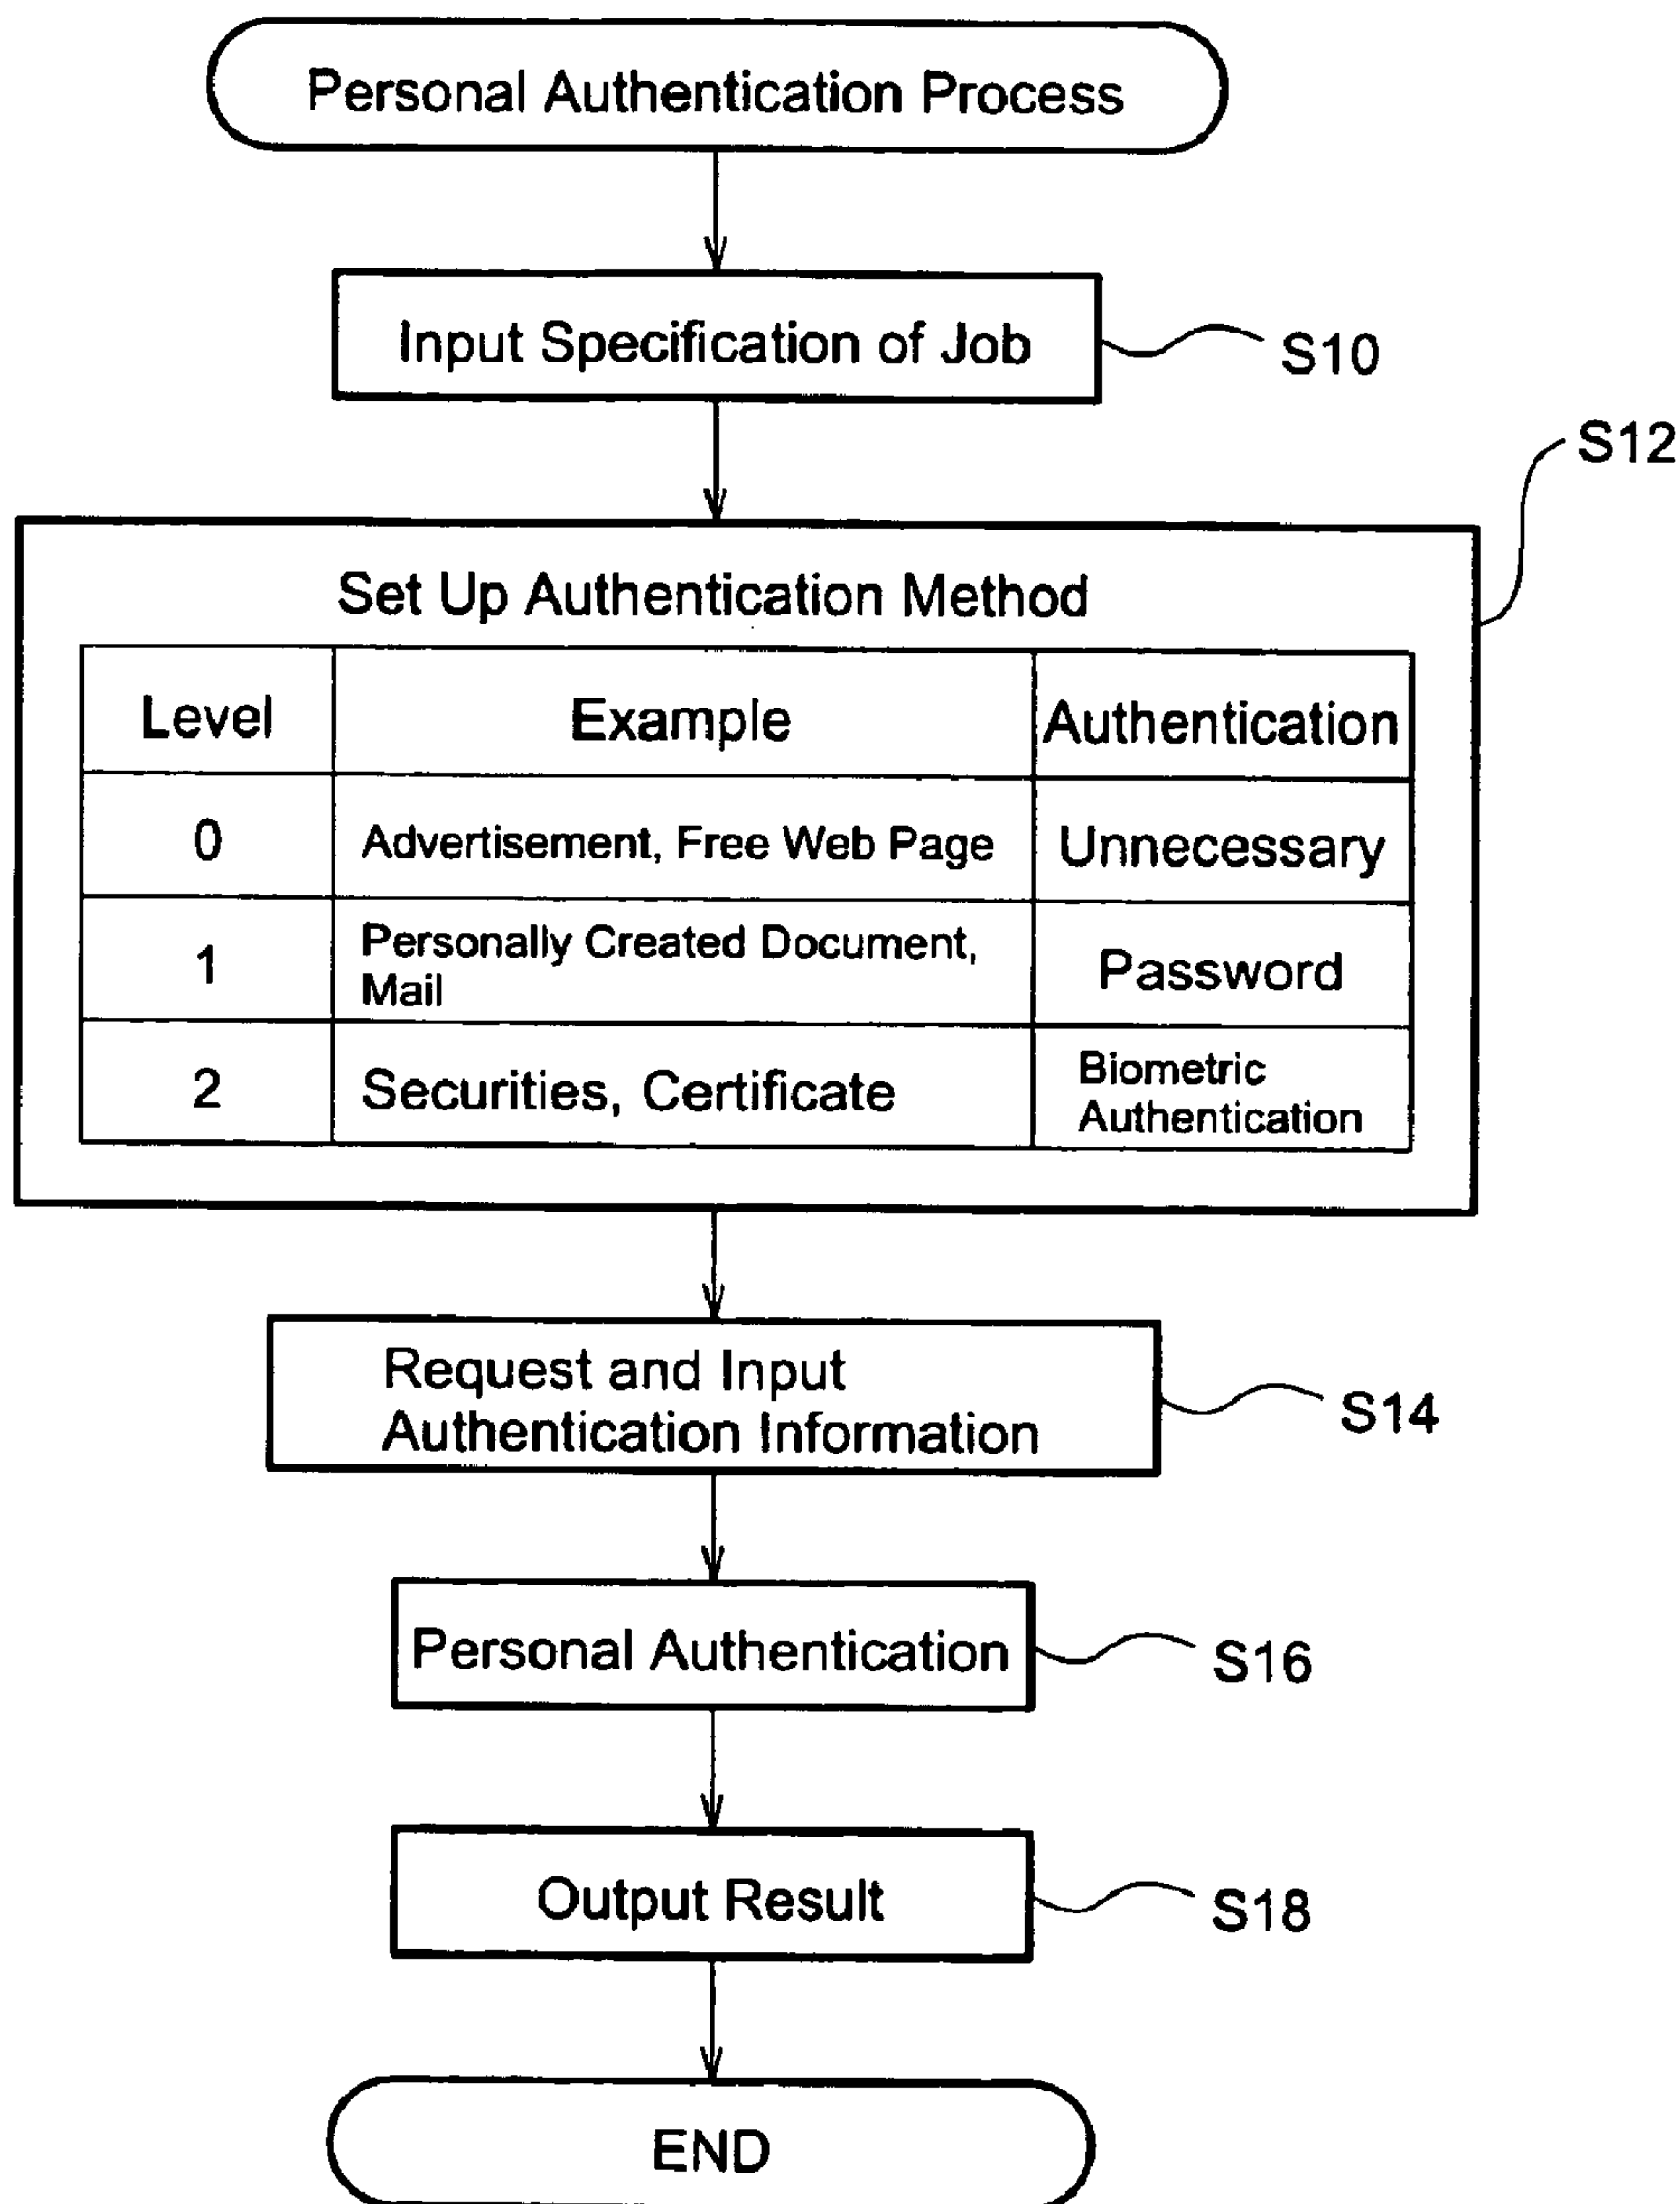 Personal Authentication Process
Input Specification of Job
S10
S12
Set Up Authentication Method
Level Example Authentication
0 Advertisement, Free Web Page Unnecessary
1 Personally Created Document, Mail Password
2 Securities, Certificate Biometric Authentication
Request and Input
Authentication Information
S14
Personal Authentication
S16
Output Result
S18
END